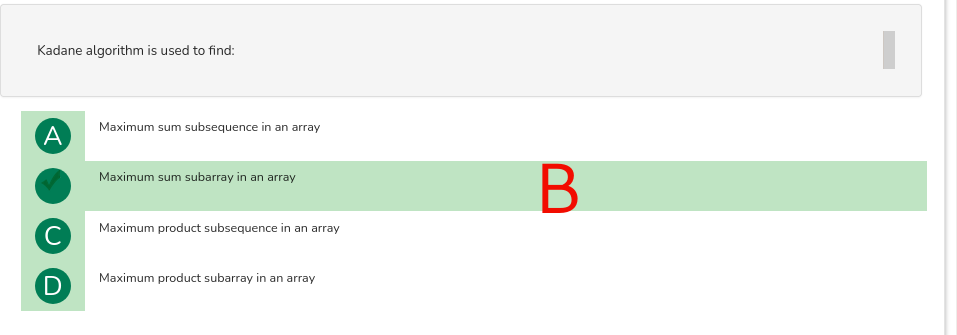 Kadane algorithm is used to find:
A Maximum sum subsequence in an array
Maximum sum subarray in an array B
C Maximum product subsequence in an array
D Maximum product subarray in an array